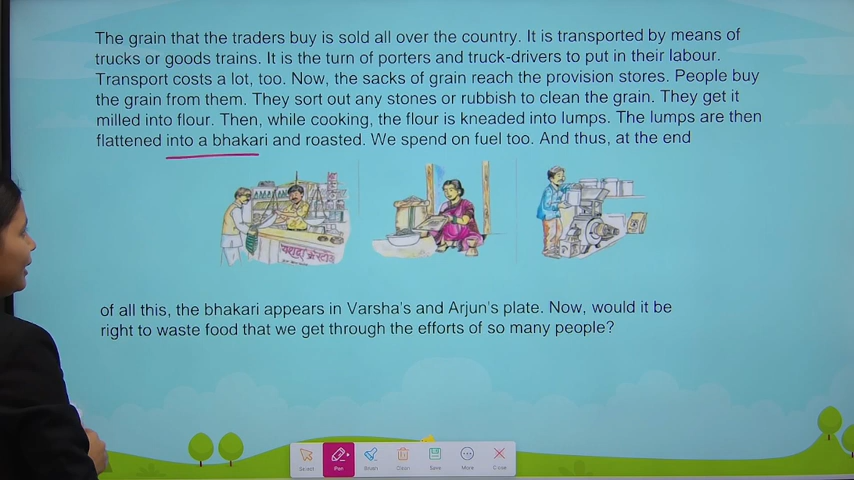 The grain that the traders buy is sold all over the country. It is transported by means of
trucks or goods trains. It is the turn of porters and truck-drivers to put in their labour.
Transport costs a lot, too. Now, the sacks of grain reach the provision stores. People buy
the grain from them. They sort out any stones or rubbish to clean the grain. They get it
milled into flour. Then, while cooking, the flour is kneaded into lumps. The lumps are then
flattened into a bhakari and roasted. We spend on fuel too. And thus, at the end
of all this, the bhakari appears in Varsha's and Arjun's plate. Now, would it be
right to waste food that we get through the efforts of so many people?
Select Pen Brush Clean Save More Close